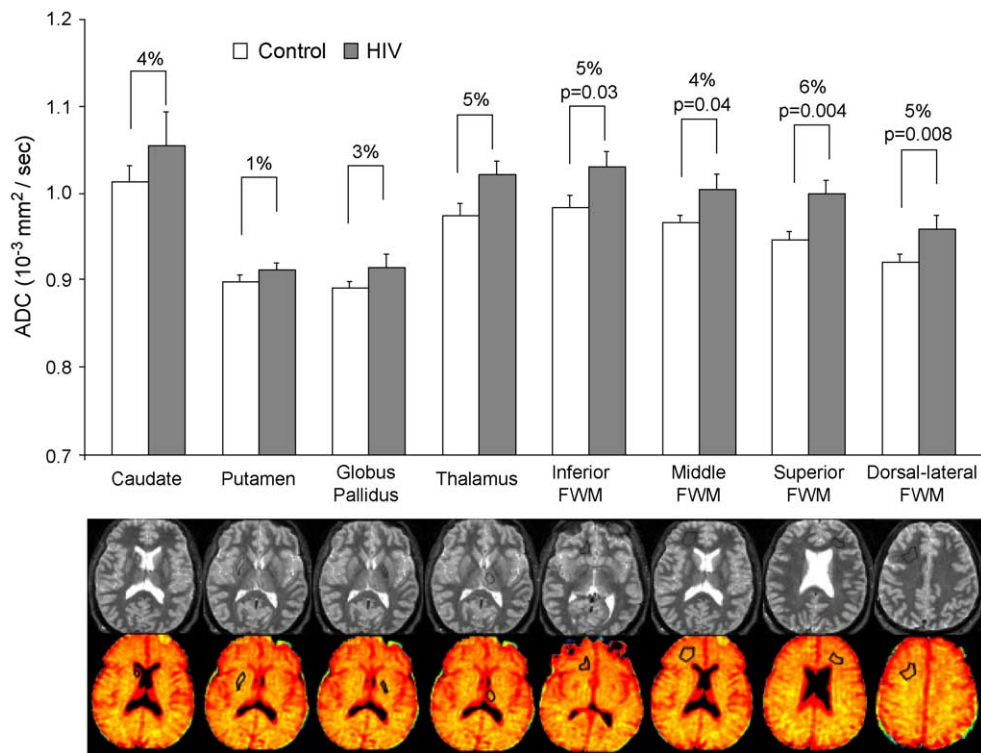 1.2
1.1
1.0
0.9
0.8
0.7
ADC (10⁻³ mm² / sec)
Control
HIV
4%
1%
3%
5%
5%
p=0.03
4%
p=0.04
6%
p=0.004
5%
p=0.008
Caudate
Putamen
Globus
Pallidus
Thalamus
Inferior
FWM
Middle
FWM
Superior
FWM
Dorsal-lateral
FWM